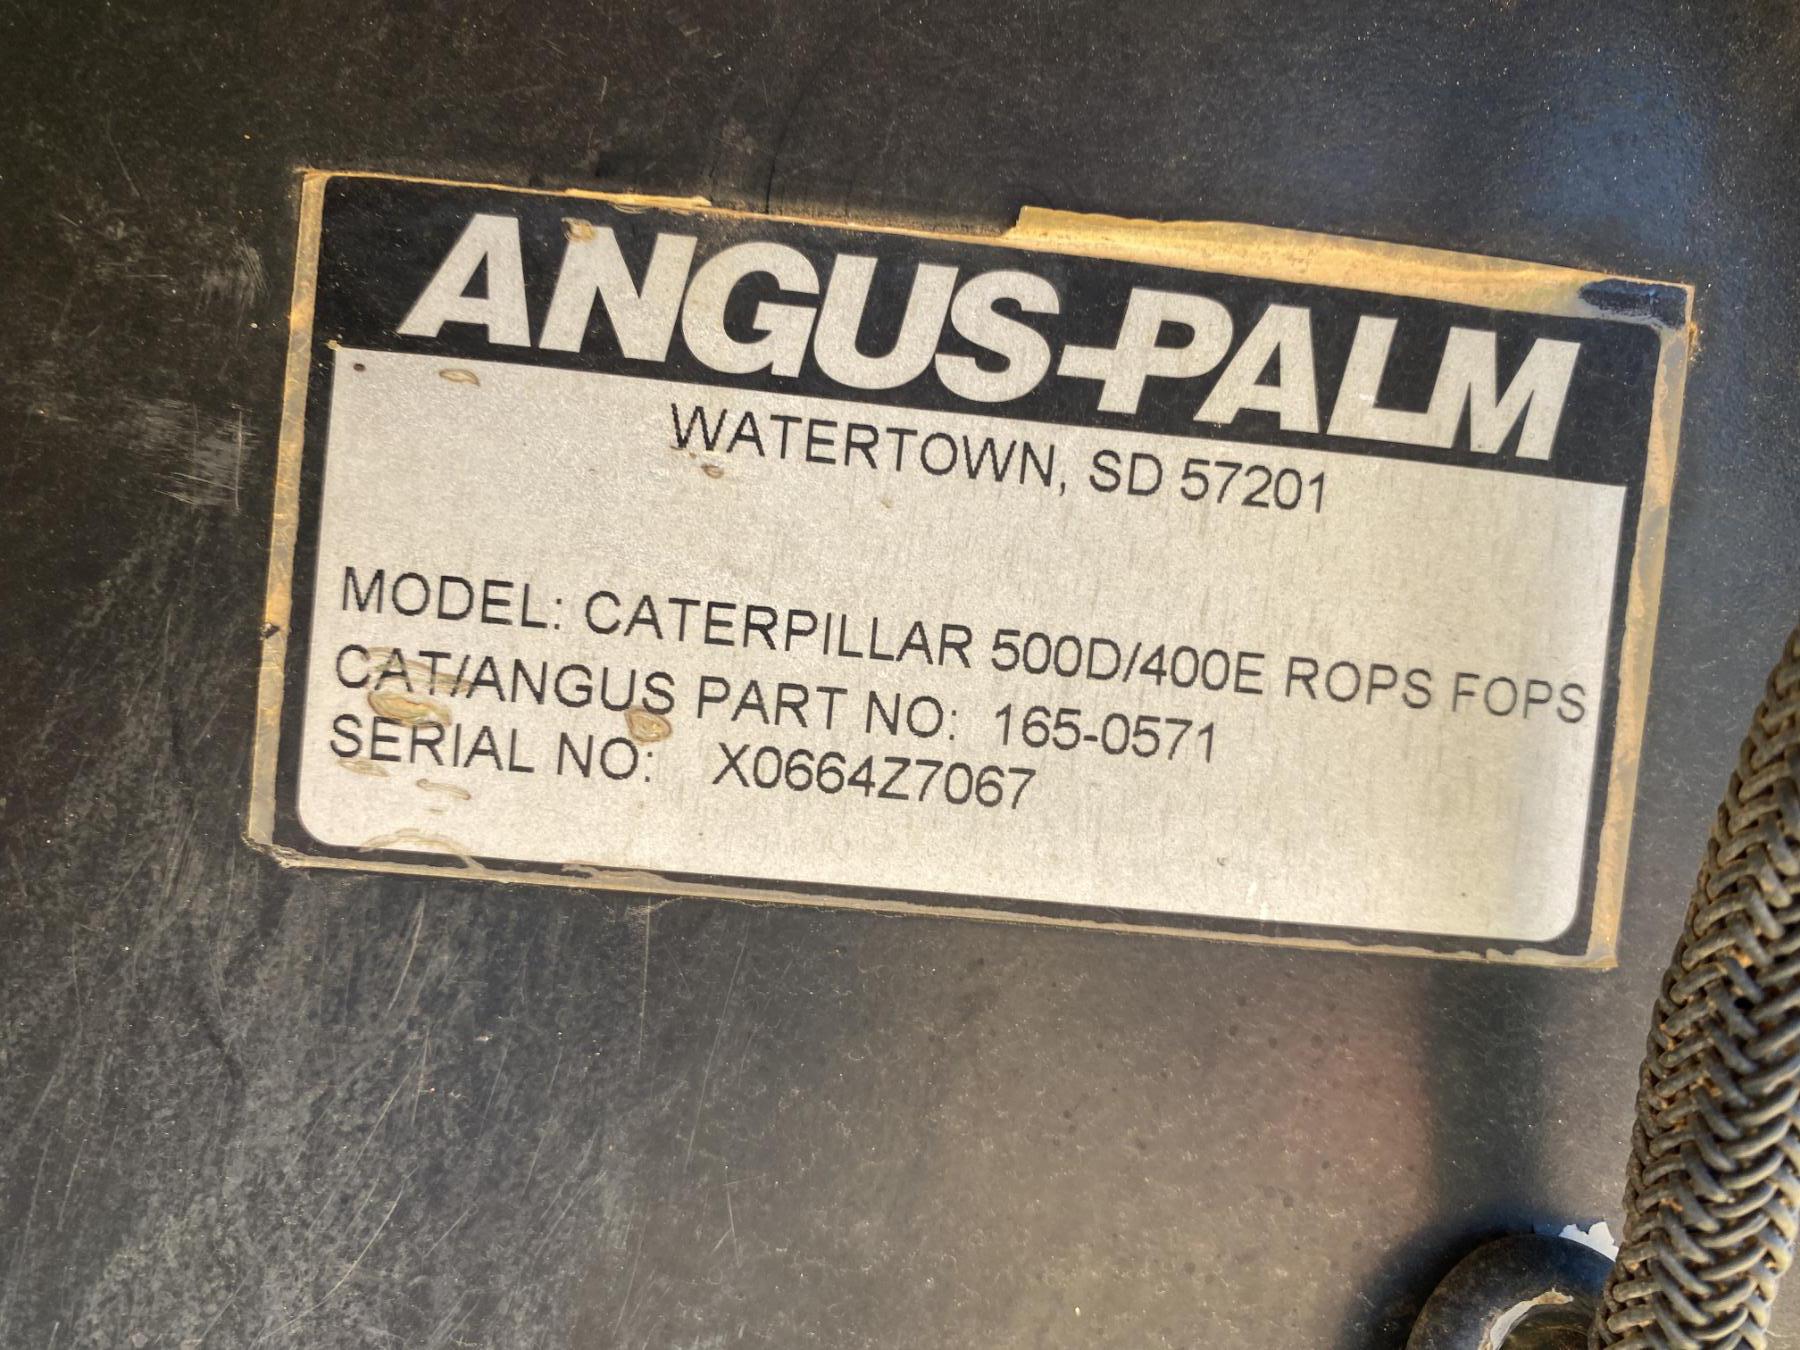 ANGUS-PALM
WATERTOWN, SD 57201
MODEL: CATERPILLAR 500D/400E ROPS FOPS
CAT/ANGUS PART NO: 165-0571
SERIAL NO: X0664Z7067